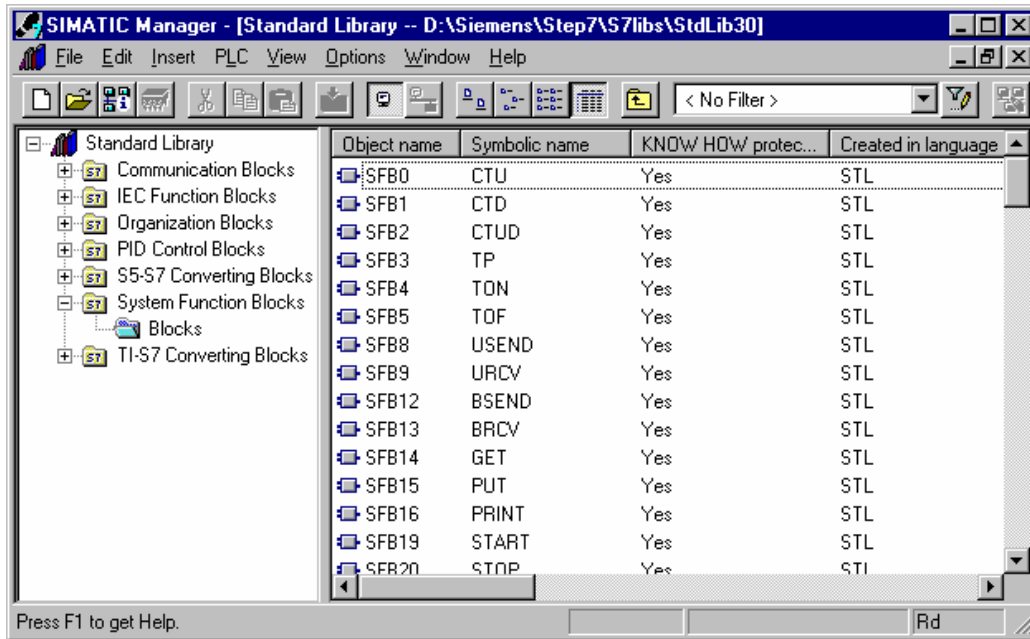 SIMATIC Manager - [Standard Library -- D:\Siemens\Step7\S7libs\StdLib30]
File Edit Insert PLC View Options Window Help
< No Filter >
Standard Library
Communication Blocks
IEC Function Blocks
Organization Blocks
PID Control Blocks
S5-S7 Converting Blocks
System Function Blocks
Blocks
TI-S7 Converting Blocks
Object name Symbolic name KNOW HOW protec... Created in language
SFB0 CTU Yes STL
SFB1 CTD Yes STL
SFB2 CTUD Yes STL
SFB3 TP Yes STL
SFB4 TON Yes STL
SFB5 TOF Yes STL
SFB8 USEND Yes STL
SFB9 URCV Yes STL
SFB12 BSEND Yes STL
SFB13 BRCV Yes STL
SFB14 GET Yes STL
SFB15 PUT Yes STL
SFB16 PRINT Yes STL
SFB19 START Yes STL
SFB20 STOP Yes STL
Press F1 to get Help.
Rd